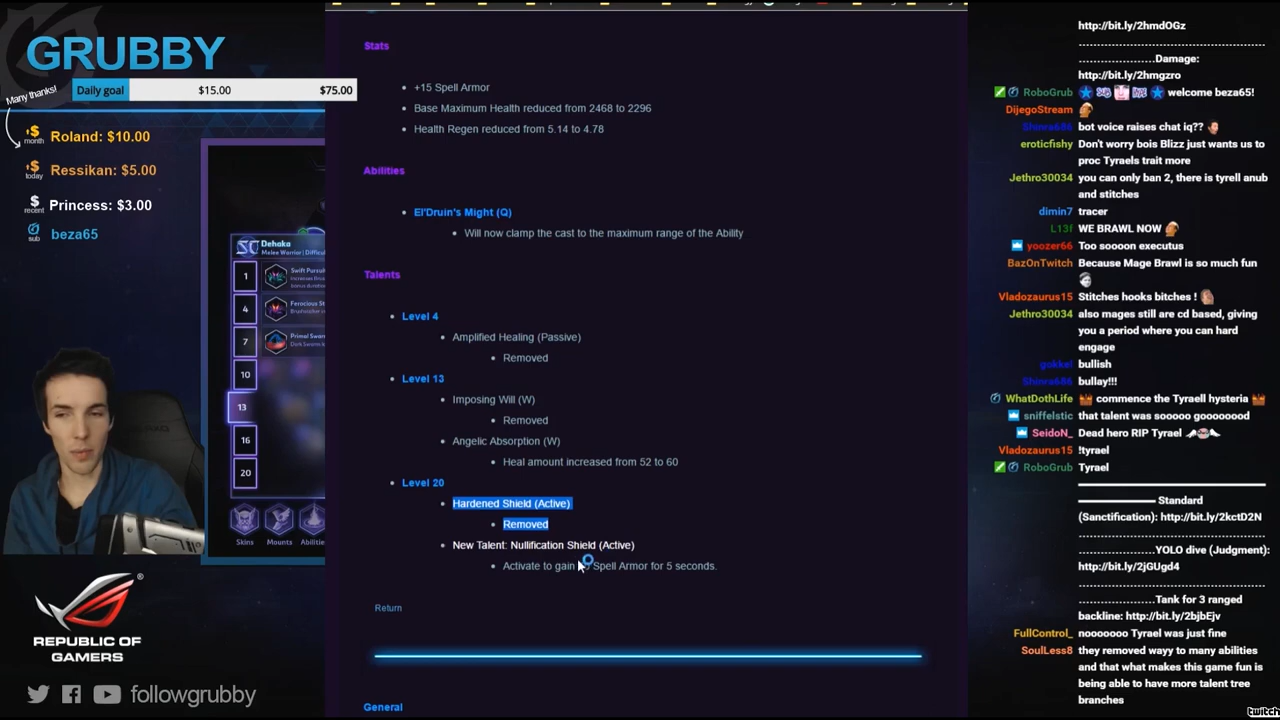 GRUBBY
Many thanks!
Daily goal $15.00 $75.00
$ month Roland: $10.00
$ today Ressikan: $5.00
$ recent Princess: $3.00
sub beza65
Dehaka
1
4
7
10
13
16
20
Skins Mounts Abilities
REPUBLIC OF
GAMERS
followgrubby
Stats
+15 Spell Armor
Base Maximum Health reduced from 2468 to 2296
Health Regen reduced from 5.14 to 4.78
Abilities
El'Druin's Might (Q)
Will now clamp the cast to the maximum range of the Ability
Talents
Level 4
Amplified Healing (Passive)
Removed
Level 13
Imposing Will (W)
Removed
Angelic Absorption (W)
Heal amount increased from 52 to 60
Level 20
Hardened Shield (Active)
Removed
New Talent: Nullification Shield (Active)
Activate to gain Spell Armor for 5 seconds.
Return
General
http://bit.ly/2hmdOGz
Damage:
http://bit.ly/2hmgzro
RoboGrub welcome beza65!
DijegoStream
bot voice raises chat iq??
eroticfishy Don't worry bois Blizz just wants us to
proc Tyraels trait more
Jethro30034 you can only ban 2, there is tyrell anub
and stitches
dimin7 tracer
L13f WE BRAWL NOW
yoozer66 Too sooon executus
BazOnTwitch Because Mage Brawl is so much fun
Vladozaurus15 Stitches hooks bitches !
Jethro30034 also mages still are cd based, giving
you a period where you can hard
engage
gokkel bullish
bullay!!!
WhatDothLife commence the Tyraell hysteria
sniffelstic that talent was sooooo goooooood
SeidoN_ Dead hero RIP Tyrael
Vladozaurus15 !tyrael
RoboGrub Tyrael
Standard
(Sanctification): http://bit.ly/2kctD2N
YOLO dive (Judgment):
http://bit.ly/2jGUgd4
Tank for 3 ranged
backline: http://bit.ly/2bjbEjv
FullControl_ nooooooo Tyrael was just fine
SoulLess8 they removed wayy to many abilities
and that what makes this game fun is
being able to have more talent tree
branches
twitch